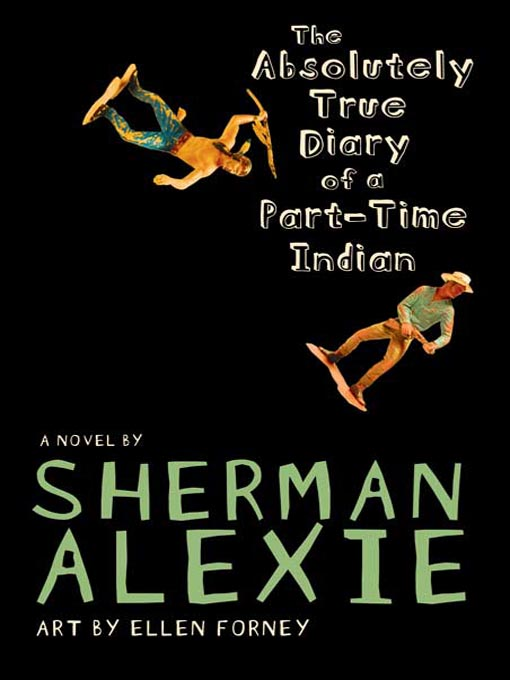 The
Absolutely
True
Diary
of a
Part-Time
Indian
A NOVEL BY
SHERMAN
ALEXIE
ART BY ELLEN FORNEY